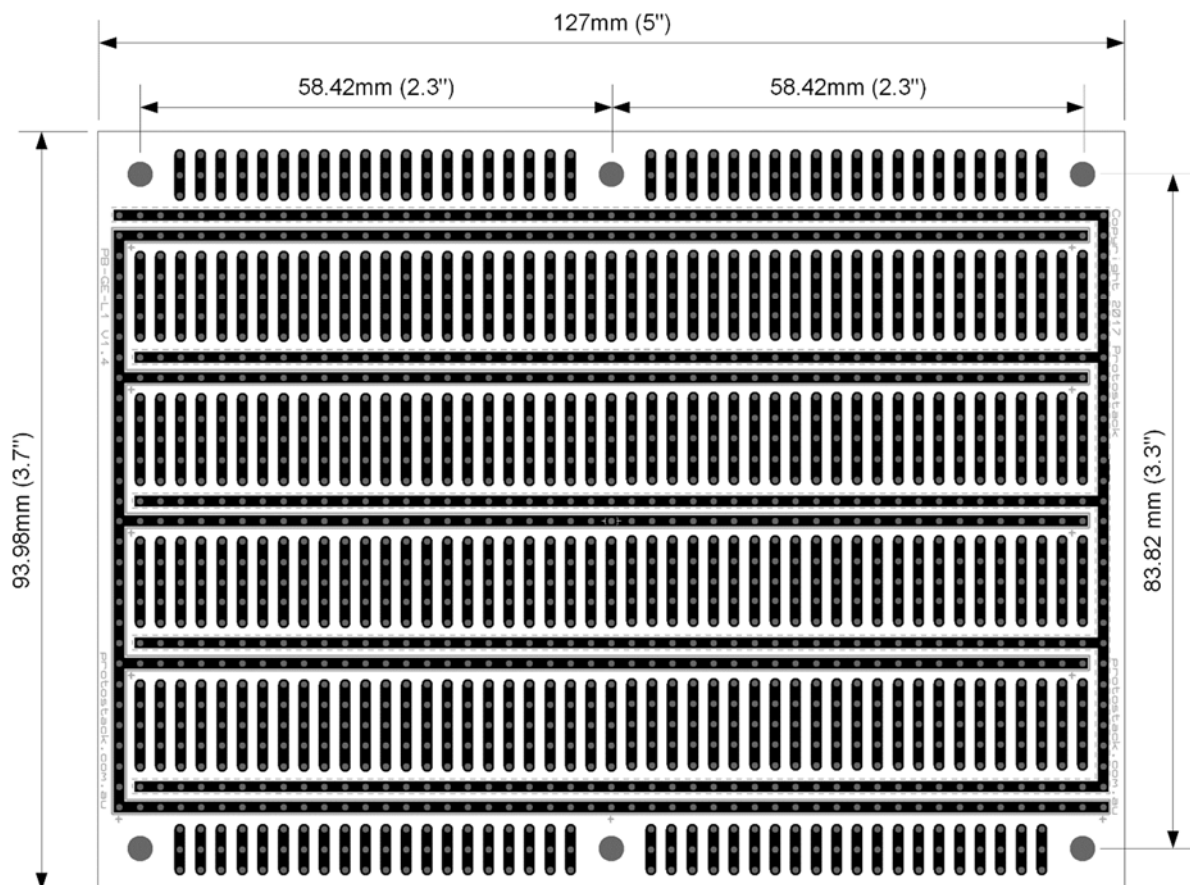 127mm (5")
58.42mm (2.3")
58.42mm (2.3")
PB-GE-L1 V1.4
Copyright 2017 Protostack
93.98mm (3.7")
83.82 mm (3.3")
protostack.com.au
protostack.com.au